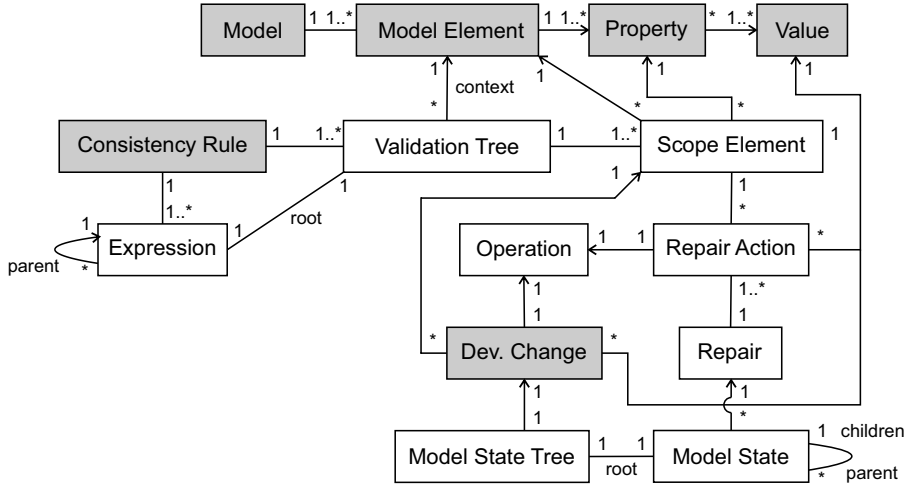 Model 1 1..* Model Element 1 1..* Property * 1..* Value
1 context 1 1 1
* * *
Consistency Rule 1 1..* Validation Tree 1 1..* Scope Element 1
1 1 1 1
1..* root *
1 Expression 1 Operation 1 1 Repair Action *
parent *
1 1..*
1 1
* Dev. Change * Repair
1 1
1 *
Model State Tree 1 1 Model State 1 children
root * parent